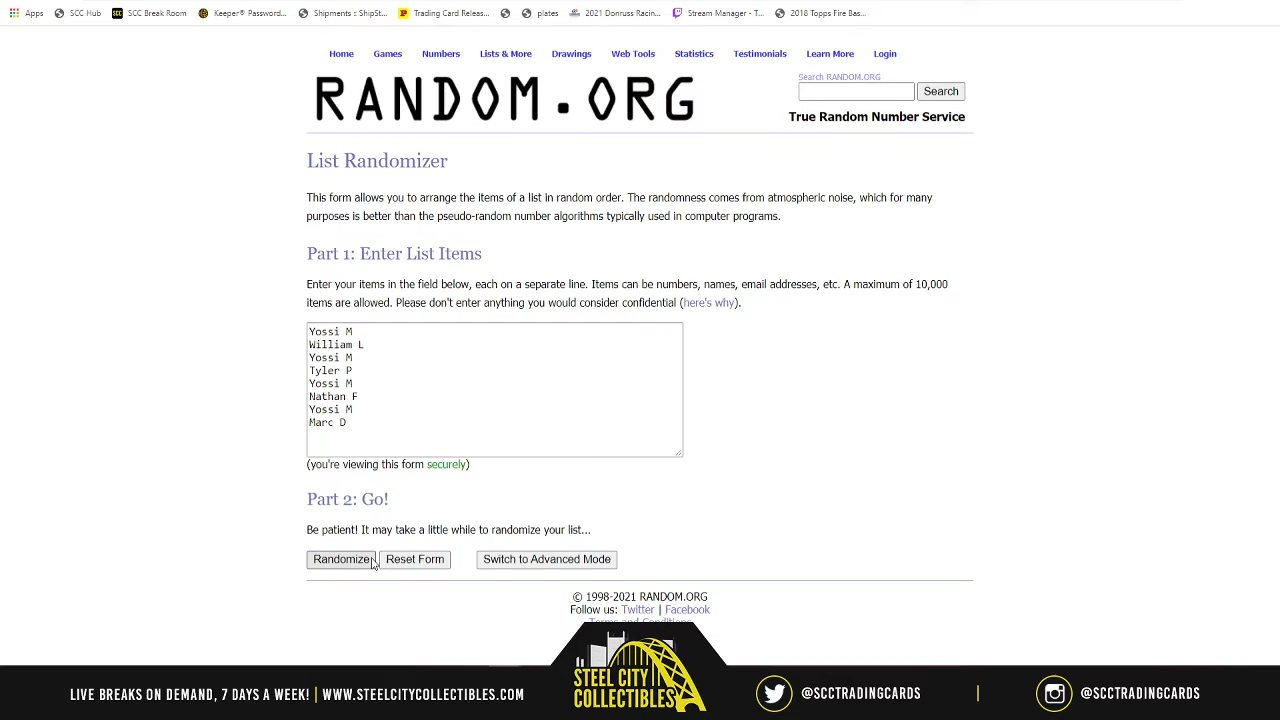 Apps SCC Hub SCC Break Room Keeper® Password... Shipments :: ShipSt... Trading Card Releas... plates 2021 Donruss Racin... Stream Manager - T... 2018 Topps Fire Bas...
Home Games Numbers Lists & More Drawings Web Tools Statistics Testimonials Learn More Login
RANDOM.ORG
Search RANDOM.ORG
Search
True Random Number Service
List Randomizer
This form allows you to arrange the items of a list in random order. The randomness comes from atmospheric noise, which for many
purposes is better than the pseudo-random number algorithms typically used in computer programs.
Part 1: Enter List Items
Enter your items in the field below, each on a separate line. Items can be numbers, names, email addresses, etc. A maximum of 10,000
items are allowed. Please don't enter anything you would consider confidential (here's why).
Yossi M
William L
Yossi M
Tyler P
Yossi M
Nathan F
Yossi M
Marc D
(you're viewing this form securely)
Part 2: Go!
Be patient! It may take a little while to randomize your list...
Randomize Reset Form Switch to Advanced Mode
© 1998-2021 RANDOM.ORG
Follow us: Twitter | Facebook
Terms and Conditions
STEEL CITY
COLLECTIBLES
LIVE BREAKS ON DEMAND, 7 DAYS A WEEK! | WWW.STEELCITYCOLLECTIBLES.COM
@SCCTRADINGCARDS | @SCCTRADINGCARDS